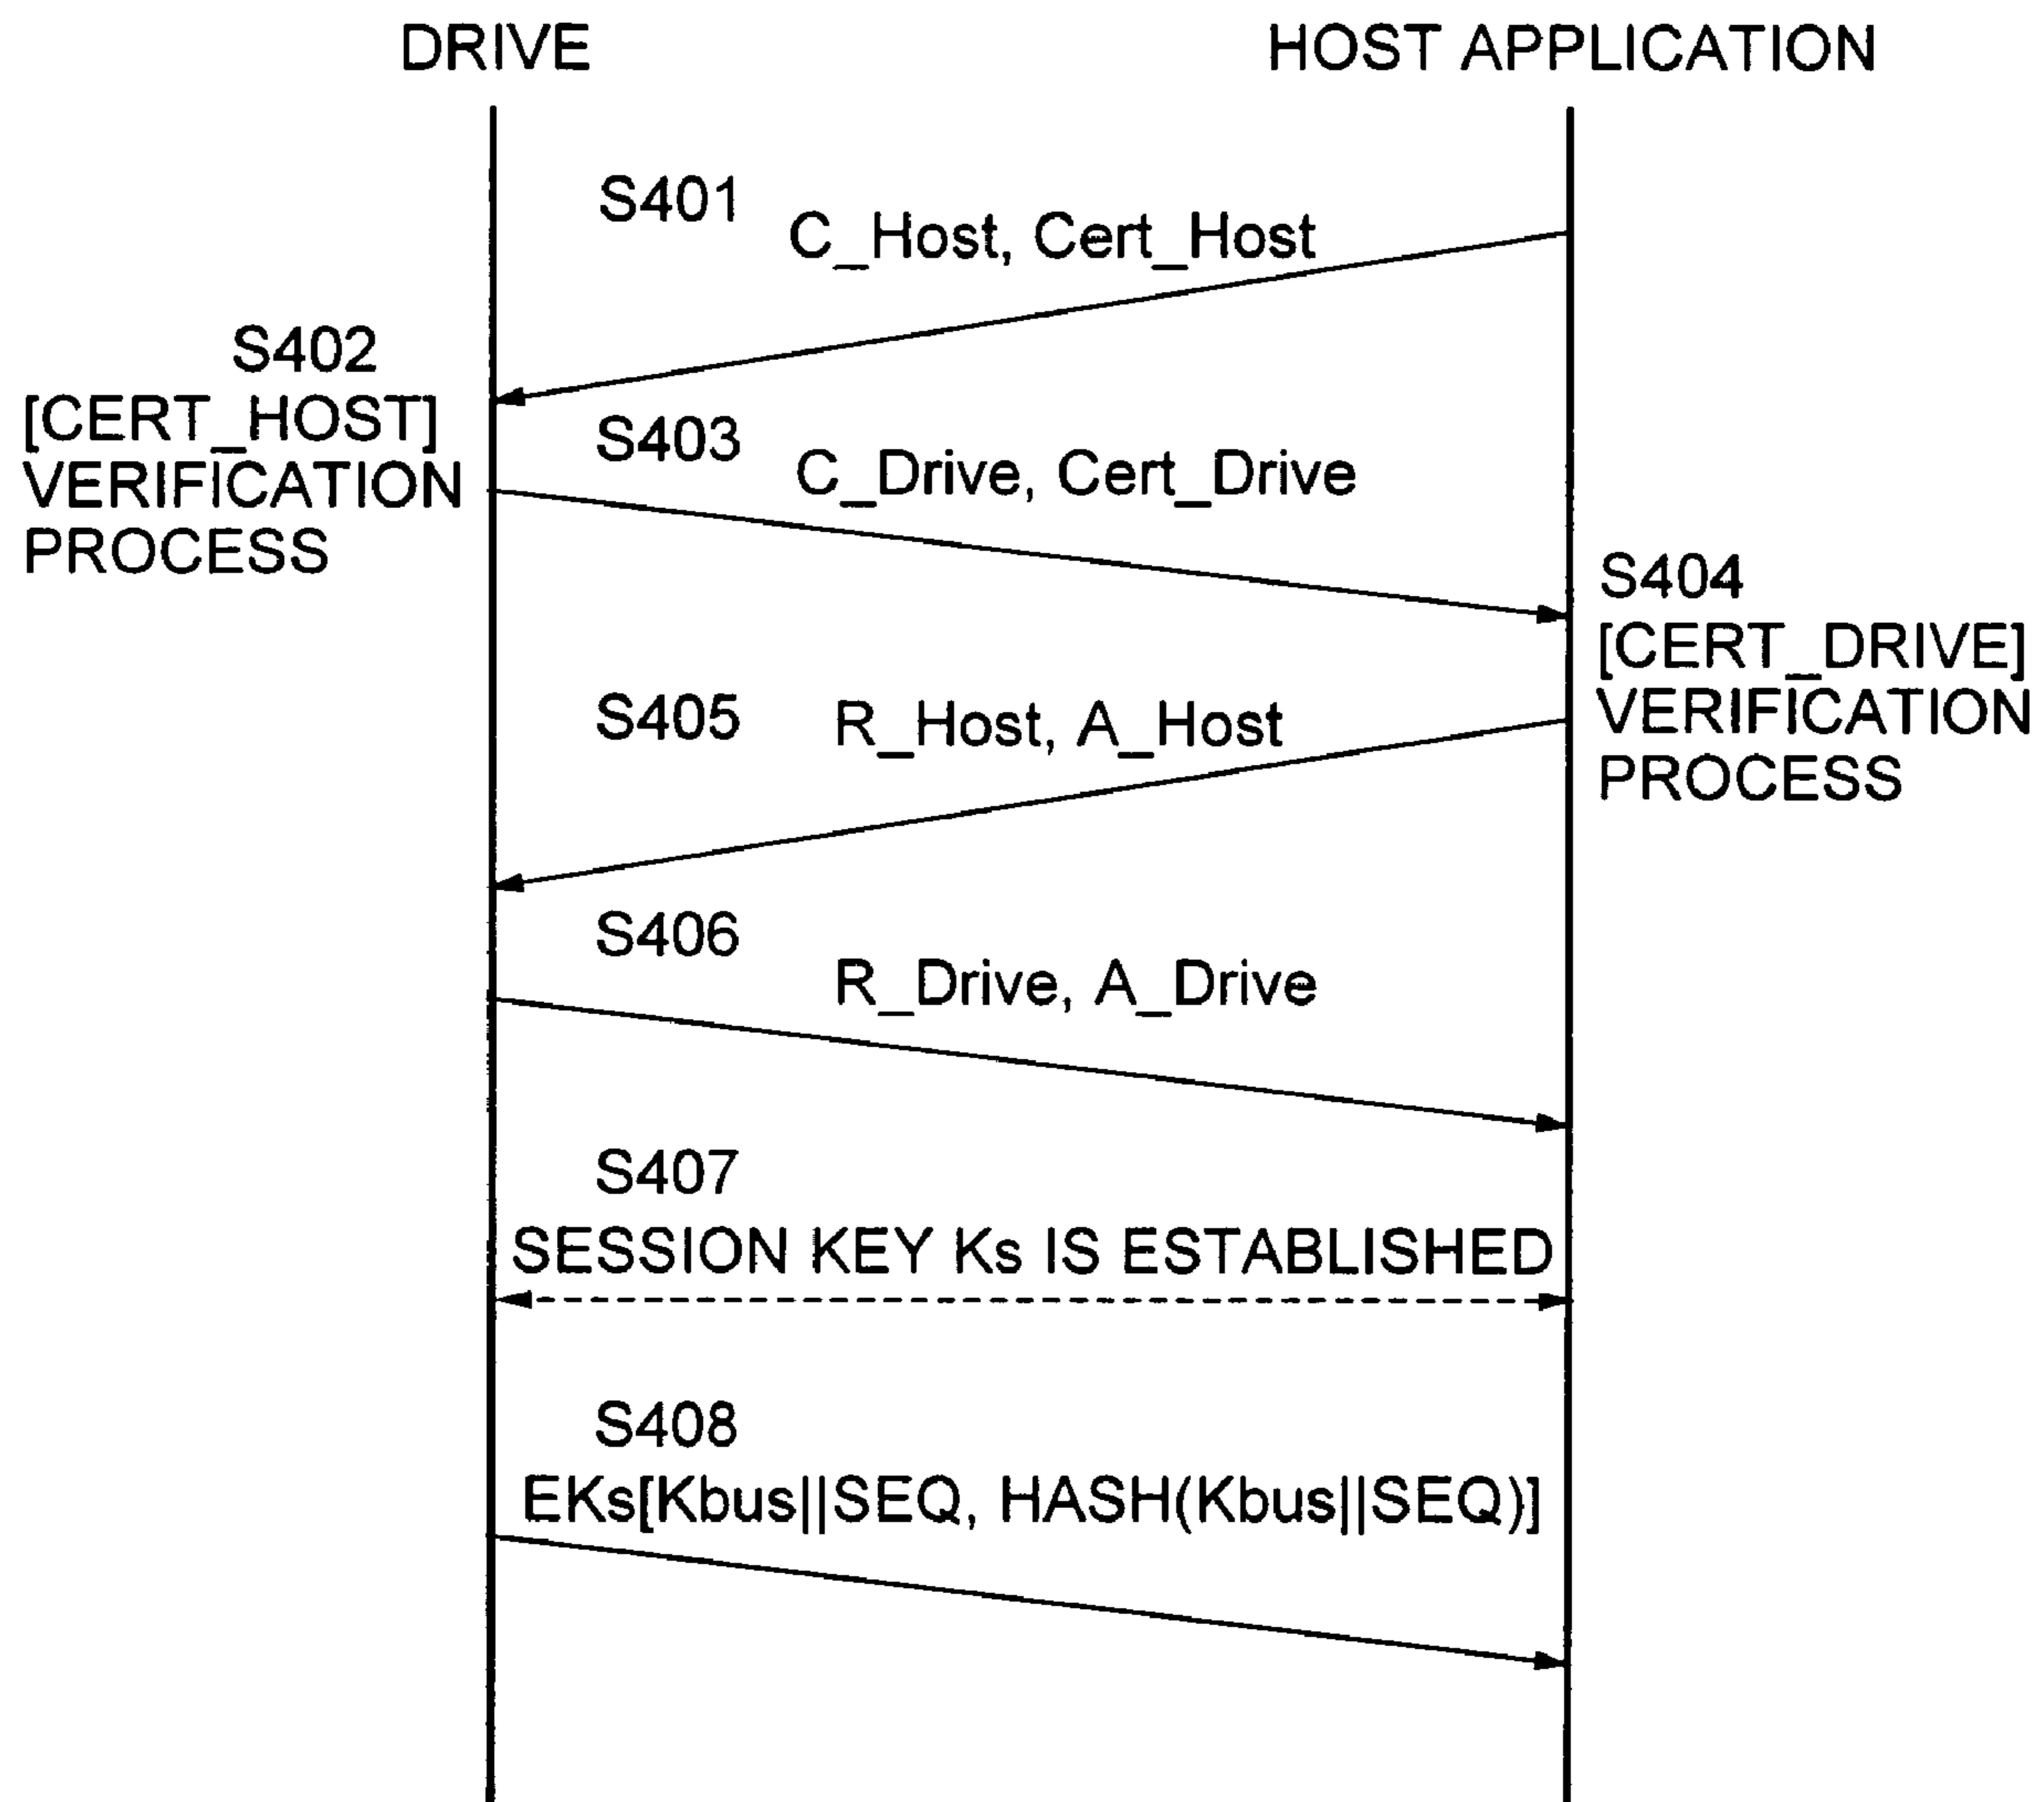 DRIVE
HOST APPLICATION
S401
C_Host, Cert_Host
S402
[CERT_HOST]
VERIFICATION
PROCESS
S403
C_Drive, Cert_Drive
S404
[CERT_DRIVE]
VERIFICATION
PROCESS
S405
R_Host, A_Host
S406
R_Drive, A_Drive
S407
SESSION KEY Ks IS ESTABLISHED
S408
EKs[Kbus||SEQ, HASH(Kbus||SEQ)]